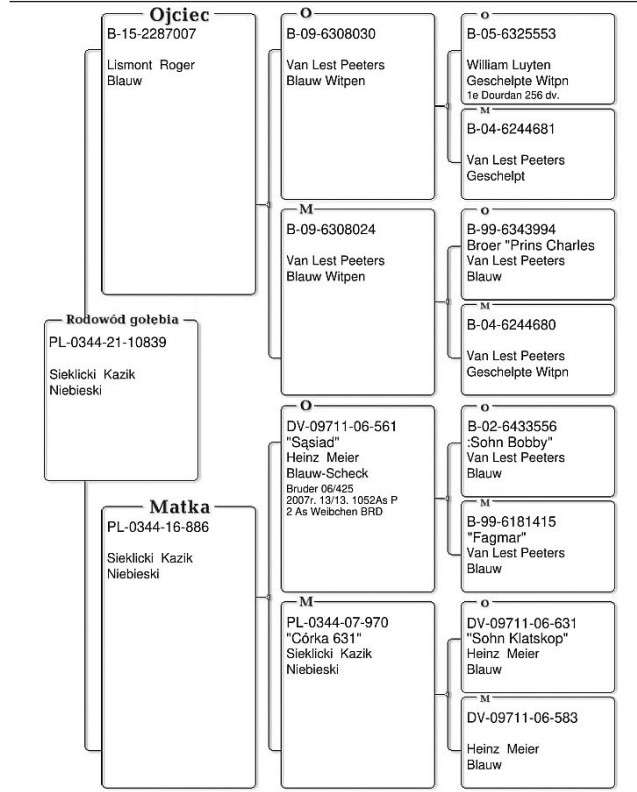 Rodowód gołębia
PL-0344-21-10839
Sieklicki Kazik
Niebieski
Ojciec
B-15-2287007
Lismont Roger
Blauw
O
B-09-6308030
Van Lest Peeters
Blauw Witpen
O
B-05-6325553
William Luyten
Geschelpte Witpn
1e Dourdan 256 dv.
M
B-04-6244681
Van Lest Peeters
Geschelpt
M
B-09-6308024
Van Lest Peeters
Blauw Witpen
O
B-99-6343994
Broer "Prins Charles
Van Lest Peeters
Blauw
M
B-04-6244680
Van Lest Peeters
Geschelpte Witpn
Matka
PL-0344-16-886
Sieklicki Kazik
Niebieski
O
DV-09711-06-561
"Sąsiad"
Heinz Meier
Blauw-Scheck
Bruder 06/425
2007r. 13/13. 1052As P
2 As Weibchen BRD
O
B-02-6433556
:Sohn Bobby"
Van Lest Peeters
Blauw
M
B-99-6181415
"Fagmar"
Van Lest Peeters
Blauw
M
PL-0344-07-970
"Córka 631"
Sieklicki Kazik
Niebieski
O
DV-09711-06-631
"Sohn Klatskop"
Heinz Meier
Blauw
M
DV-09711-06-583
Heinz Meier
Blauw